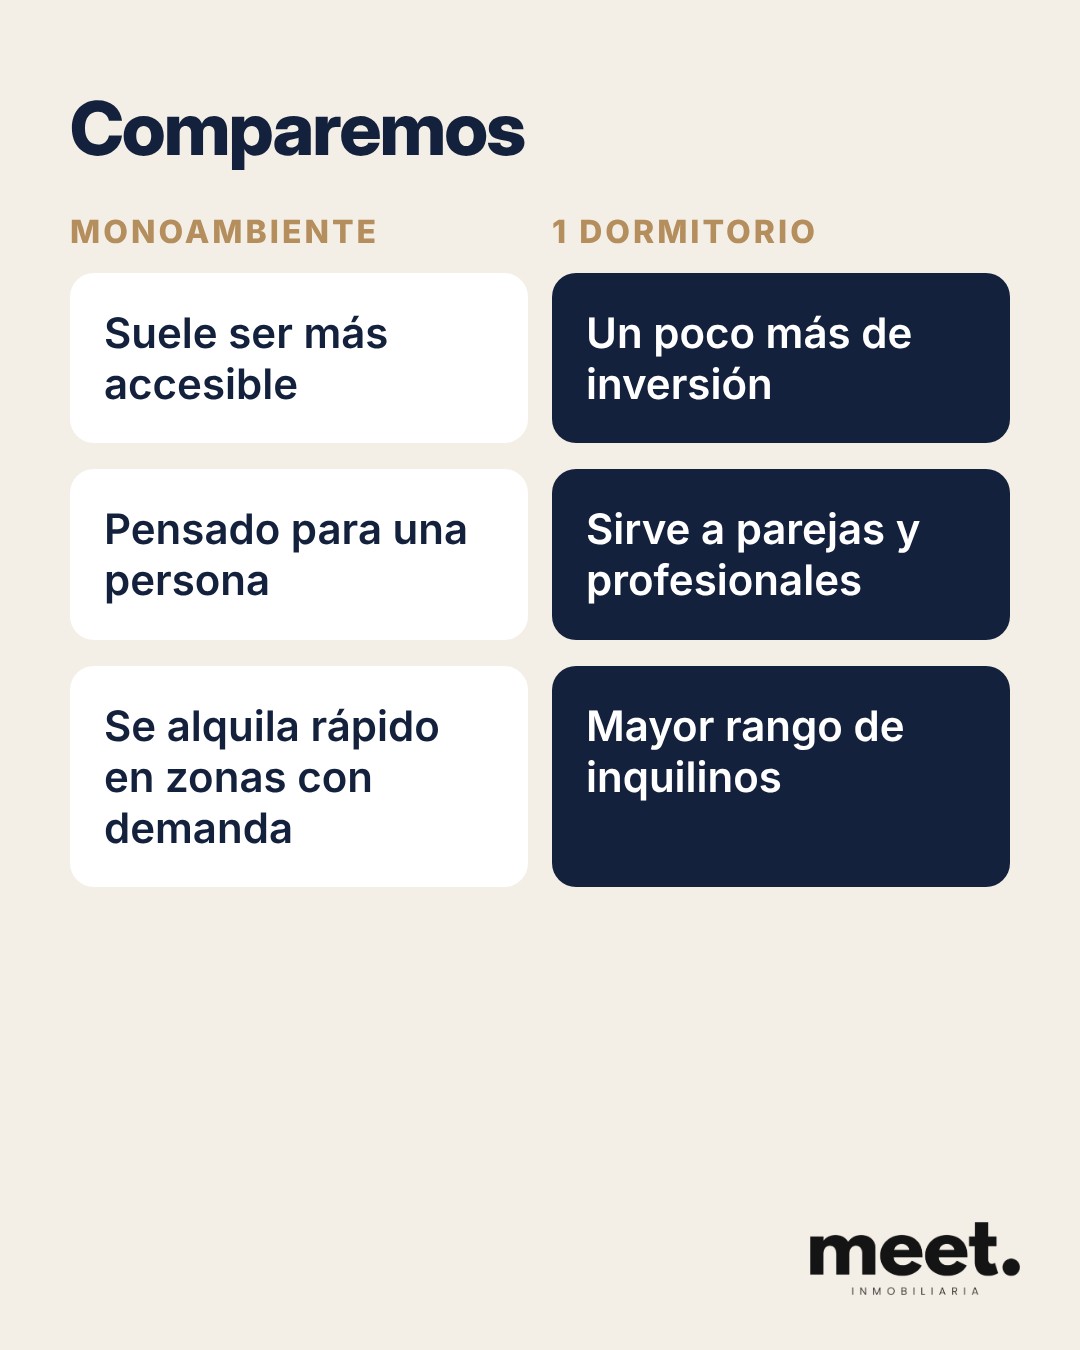 Comparemos
MONOAMBIENTE
1 DORMITORIO
Suele ser más
accesible
Un poco más de
inversión
Pensado para una
persona
Sirve a parejas y
profesionales
Se alquila rápido
en zonas con
demanda
Mayor rango de
inquilinos
meet.
INMOBILIARIA